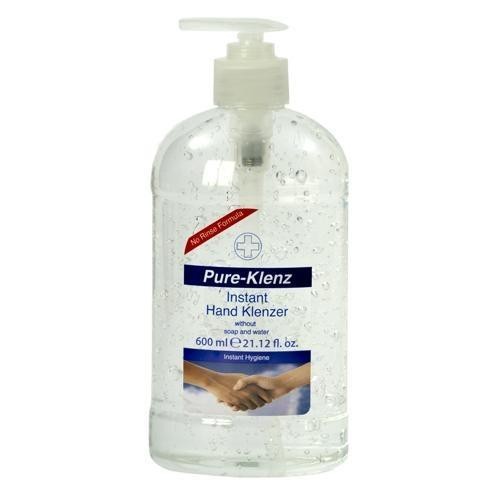 No Rinse Formula
Pure-Klenz
Instant
Hand Klenzer
without
soap and water
600 ml ℮ 21.12 fl. oz.
Instant Hygiene